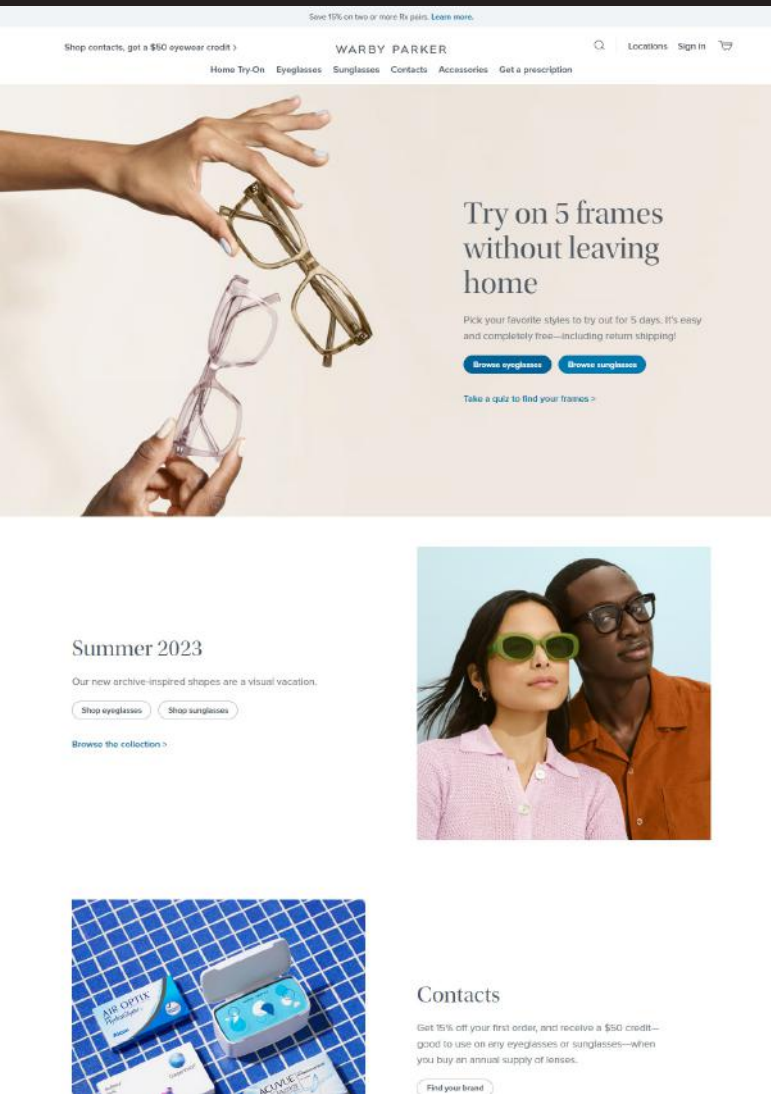 Save 15% on two or more Rx pairs. Learn more.
Shop contacts, get a $50 eyewear credit >
WARBY PARKER
Locations Sign in
Home Try-On Eyeglasses Sunglasses Contacts Accessories Get a prescription
Try on 5 frames
without leaving
home
Pick your favorite styles to try out for 5 days. It's easy
and completely free—including return shipping!
Browse eyeglasses Browse sunglasses
Take a quiz to find your frames >
Summer 2023
Our new archive-inspired shapes are a visual vacation.
Shop eyeglasses Shop sunglasses
Browse the collection >
AIR OPTIX
HydraGlyde
Alcon
CooperVision
ACUVUE
Contacts
Get 15% off your first order, and receive a $50 credit—
good to use on any eyeglasses or sunglasses—when
you buy an annual supply of lenses.
Find your brand